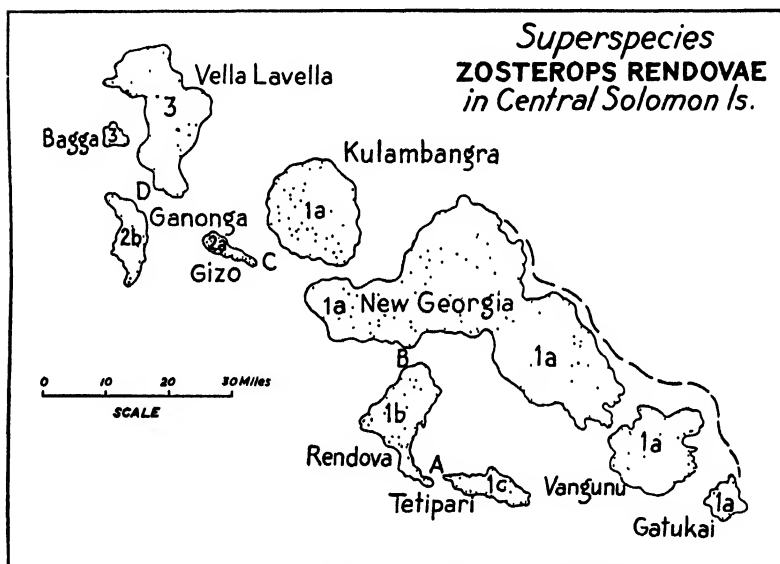 Superspecies
ZOSTEROPS RENDOVAE
in Central Solomon Is.
Vella Lavella
3
Bagga
3
Kulambangra
D
1a
Ganonga
2b
2a
C
Gizo
1a
New Georgia
1a
B
0 10 20 30 Miles
SCALE
1b
1a
Rendova
A
1c
Tetipari
Vangunu
1a
Gatukai